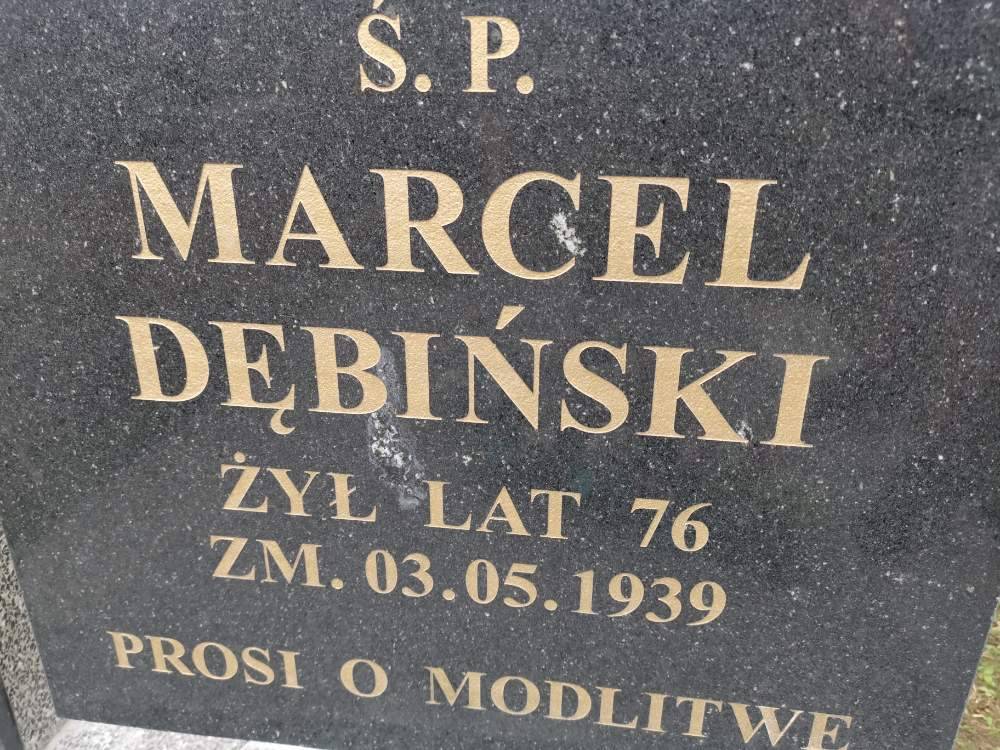 Ś. P.
MARCEL
DĘBIŃSKI
ŻYŁ LAT 76
ZM. 03.05.1939
PROSI O MODLITWE